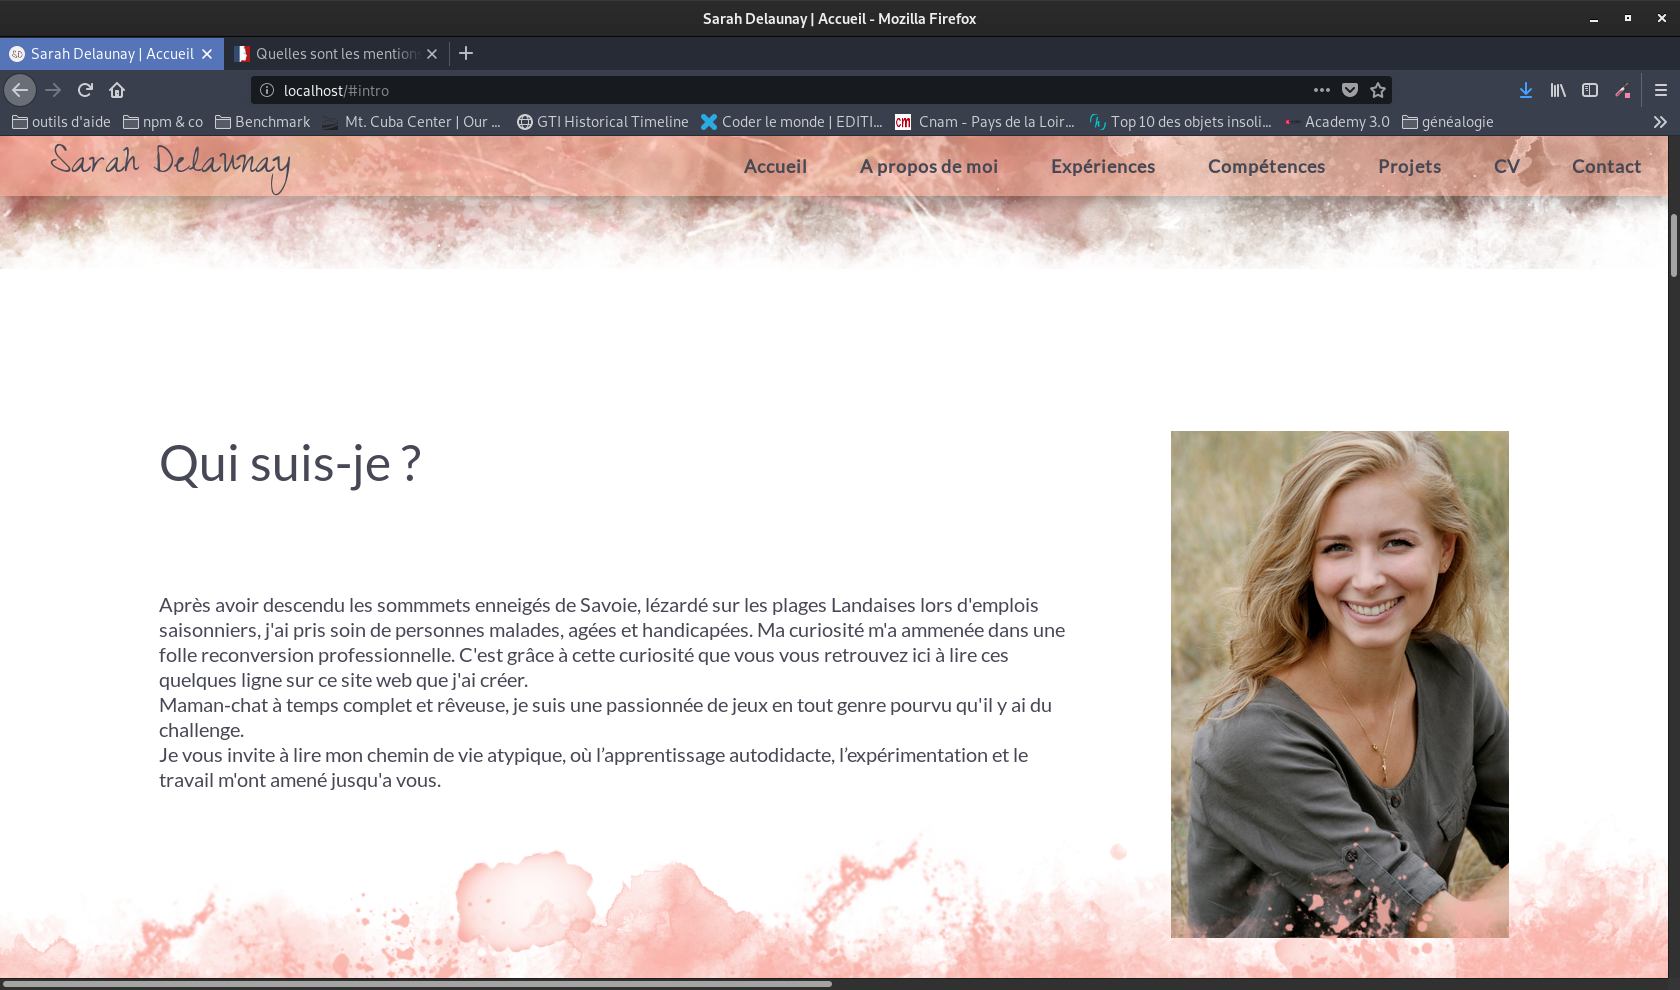 Sarah Delaunay | Accueil - Mozilla Firefox
Sarah Delaunay | Accueil
Quelles sont les mention
localhost/#intro
outils d'aide
npm & co
Benchmark
Mt. Cuba Center | Our ...
GTI Historical Timeline
Coder le monde | EDITI...
cm
Cnam - Pays de la Loir...
Top 10 des objets insoli...
Academy 3.0
généalogie
Sarah Delaunay
Accueil
A propos de moi
Expériences
Compétences
Projets
CV
Contact
Qui suis-je ?
Après avoir descendu les sommmets enneigés de Savoie, lézardé sur les plages Landaises lors d'emplois
saisonniers, j'ai pris soin de personnes malades, agées et handicapées. Ma curiosité m'a ammenée dans une
folle reconversion professionnelle. C'est grâce à cette curiosité que vous vous retrouvez ici à lire ces
quelques ligne sur ce site web que j'ai créer.
Maman-chat à temps complet et rêveuse, je suis une passionnée de jeux en tout genre pourvu qu'il y ai du
challenge.
Je vous invite à lire mon chemin de vie atypique, où l’apprentissage autodidacte, l’expérimentation et le
travail m'ont amené jusqu'a vous.